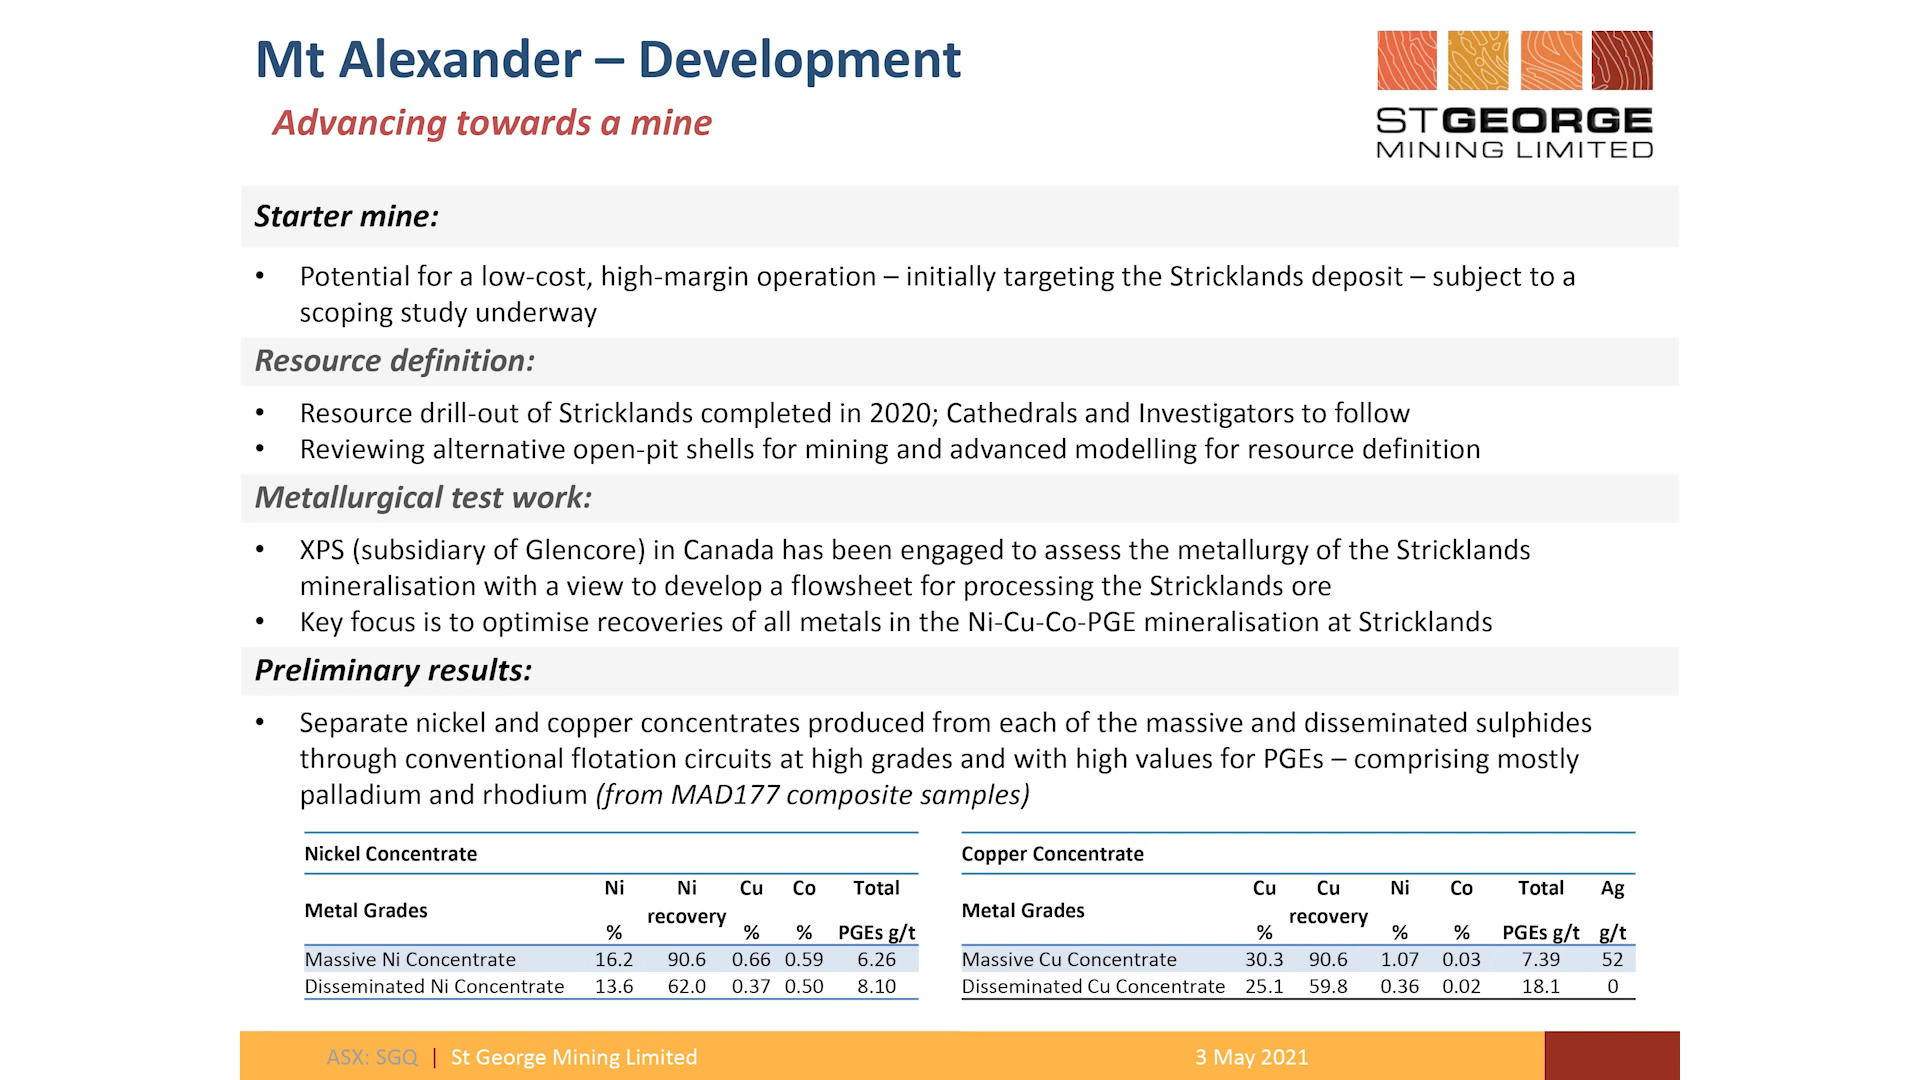 Mt Alexander – Development
Advancing towards a mine
STGEORGE
MINING LIMITED
Starter mine:
• Potential for a low-cost, high-margin operation – initially targeting the Stricklands deposit – subject to a
scoping study underway
Resource definition:
• Resource drill-out of Stricklands completed in 2020; Cathedrals and Investigators to follow
• Reviewing alternative open-pit shells for mining and advanced modelling for resource definition
Metallurgical test work:
• XPS (subsidiary of Glencore) in Canada has been engaged to assess the metallurgy of the Stricklands
mineralisation with a view to develop a flowsheet for processing the Stricklands ore
• Key focus is to optimise recoveries of all metals in the Ni-Cu-Co-PGE mineralisation at Stricklands
Preliminary results:
• Separate nickel and copper concentrates produced from each of the massive and disseminated sulphides
through conventional flotation circuits at high grades and with high values for PGEs – comprising mostly
palladium and rhodium (from MAD177 composite samples)
Nickel Concentrate
Metal Grades Ni % Ni recovery Cu % Co % Total PGEs g/t
Massive Ni Concentrate 16.2 90.6 0.66 0.59 6.26
Disseminated Ni Concentrate 13.6 62.0 0.37 0.50 8.10
Copper Concentrate
Metal Grades Cu % Cu recovery Ni % Co % Total PGEs g/t Ag g/t
Massive Cu Concentrate 30.3 90.6 1.07 0.03 7.39 52
Disseminated Cu Concentrate 25.1 59.8 0.36 0.02 18.1 0
ASX: SGQ | St George Mining Limited
3 May 2021